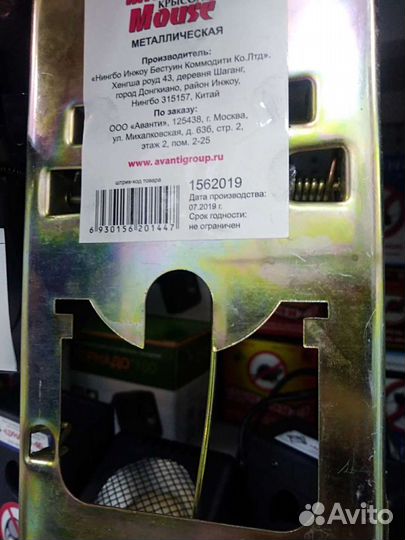 КРЫСО
Mouse
МЕТАЛЛИЧЕСКАЯ
Производитель:
«Нингбо Инжоу Бестуин Коммодити Ко.Лтд».
Хенгша роуд 43, деревня Шаганг,
город Донгкиано, район Инжоу,
Нингбо 315157, Китай
По заказу:
ООО «Аванти», 125438, г. Москва,
ул. Михалковская, д. 63б, стр. 2,
этаж 2, пом. 2-25
www.avantigroup.ru
штрих-код товара
6 930156 201447
1562019
Дата производства:
07.2019 г.
Срок годности:
не ограничен
Avito